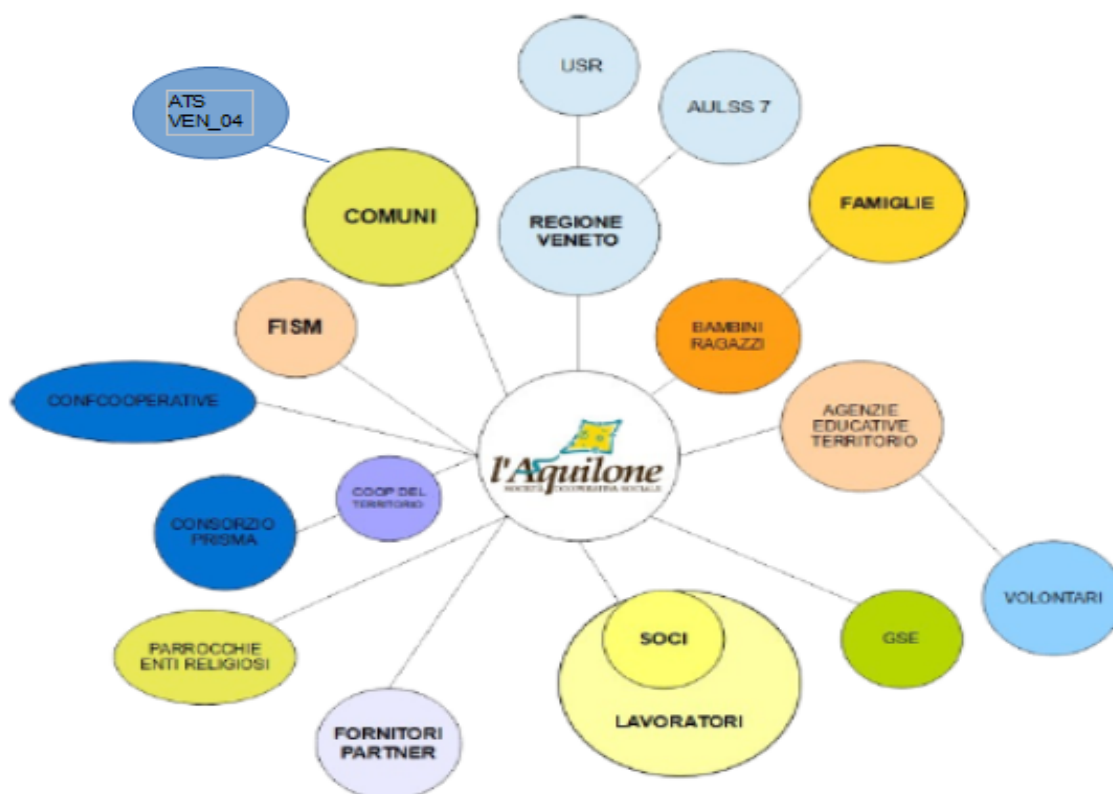 USR
ATS
VEN_04
AULSS 7
COMUNI
REGIONE
VENETO
FAMIGLIE
FISM
BAMBINI
RAGAZZI
CONFCOOPERATIVE
AGENZIE
EDUCATIVE
TERRITORIO
l'Aquilone
SOCIETÀ COOPERATIVA SOCIALE
COOP DEL
TERRITORIO
CONSORZIO
PRISMA
VOLONTARI
PARROCCHIE
ENTI RELIGIOSI
SOCI
GSE
LAVORATORI
FORNITORI
PARTNER